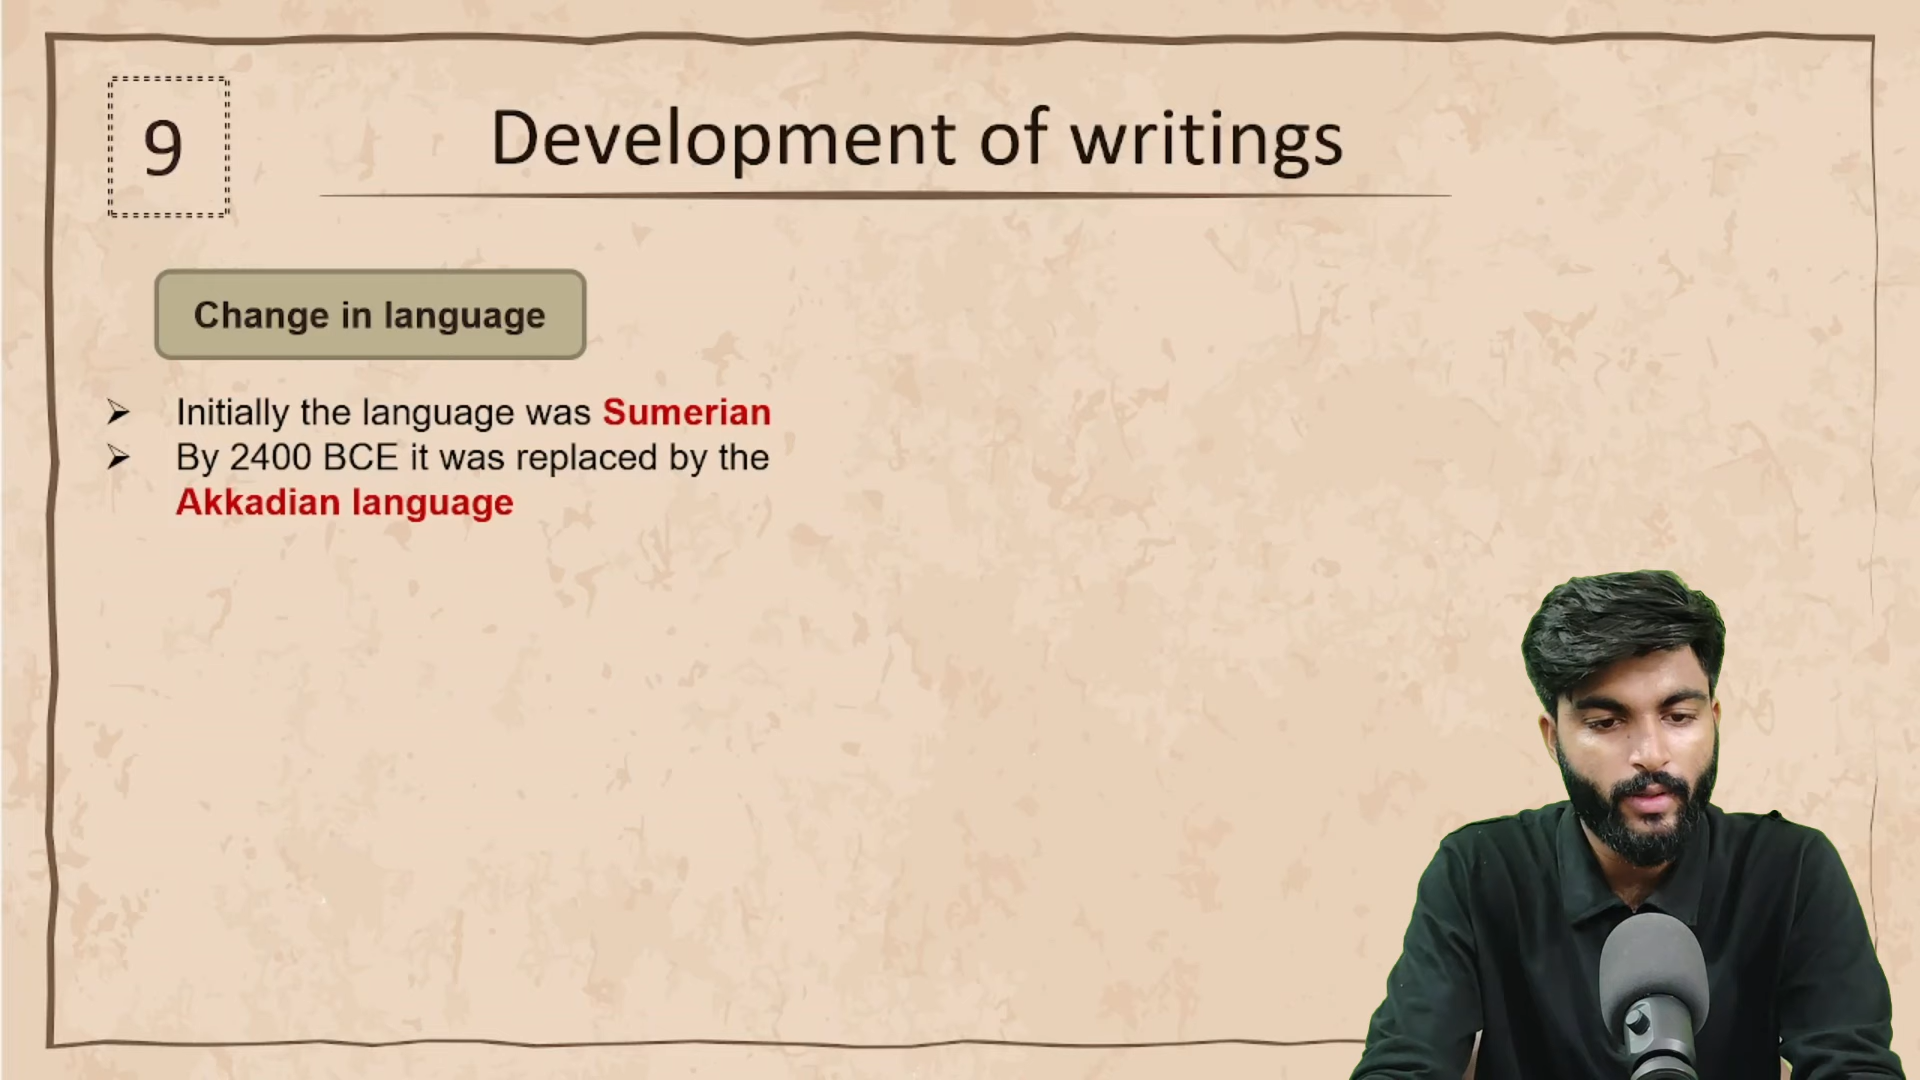 9
Development of writings
Change in language
➢ Initially the language was Sumerian
➢ By 2400 BCE it was replaced by the
Akkadian language